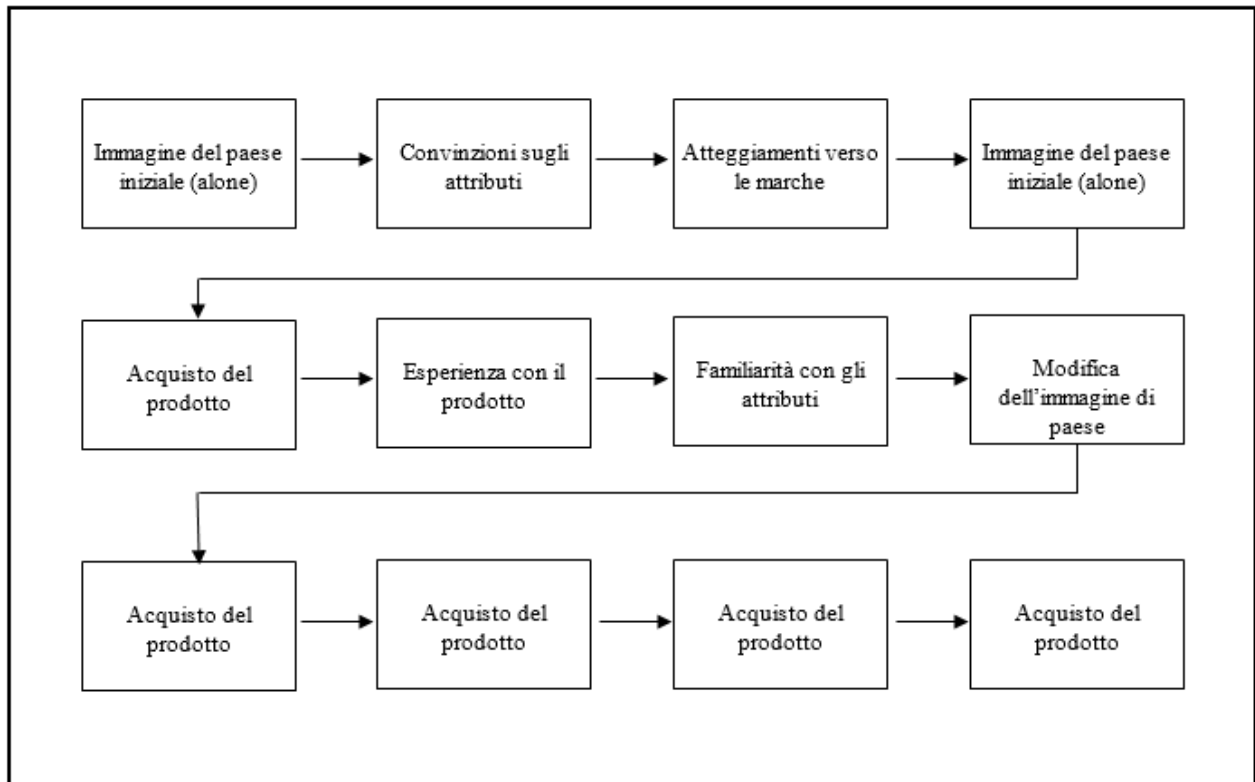 Immagine del paese
iniziale (alone)
Convinzioni sugli
attributi
Atteggiamenti verso
le marche
Immagine del paese
iniziale (alone)
Acquisto del
prodotto
Esperienza con il
prodotto
Familiarità con gli
attributi
Modifica
dell’immagine di
paese
Acquisto del
prodotto
Acquisto del
prodotto
Acquisto del
prodotto
Acquisto del
prodotto